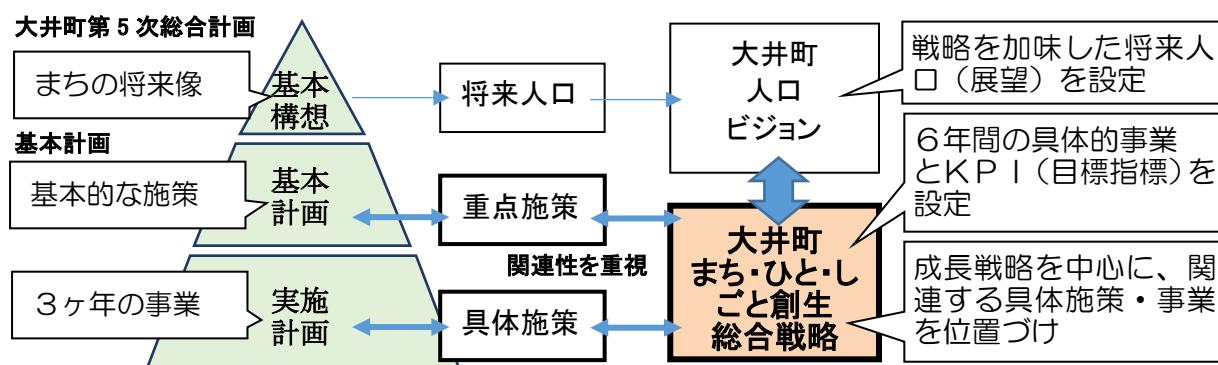 大井町第5次総合計画
まちの将来像
基本
構想
将来人口
大井町
人口
ビジョン
戦略を加味した将来人
口（展望）を設定
基本計画
基本的な施策
基本
計画
重点施策
6年間の具体的事業
とＫＰＩ（目標指標）を
設定
関連性を重視
大井町
まち・ひと・し
ごと創生
総合戦略
3ヶ年の事業
実施
計画
具体施策
成長戦略を中心に、関
連する具体施策・事業
を位置づけ